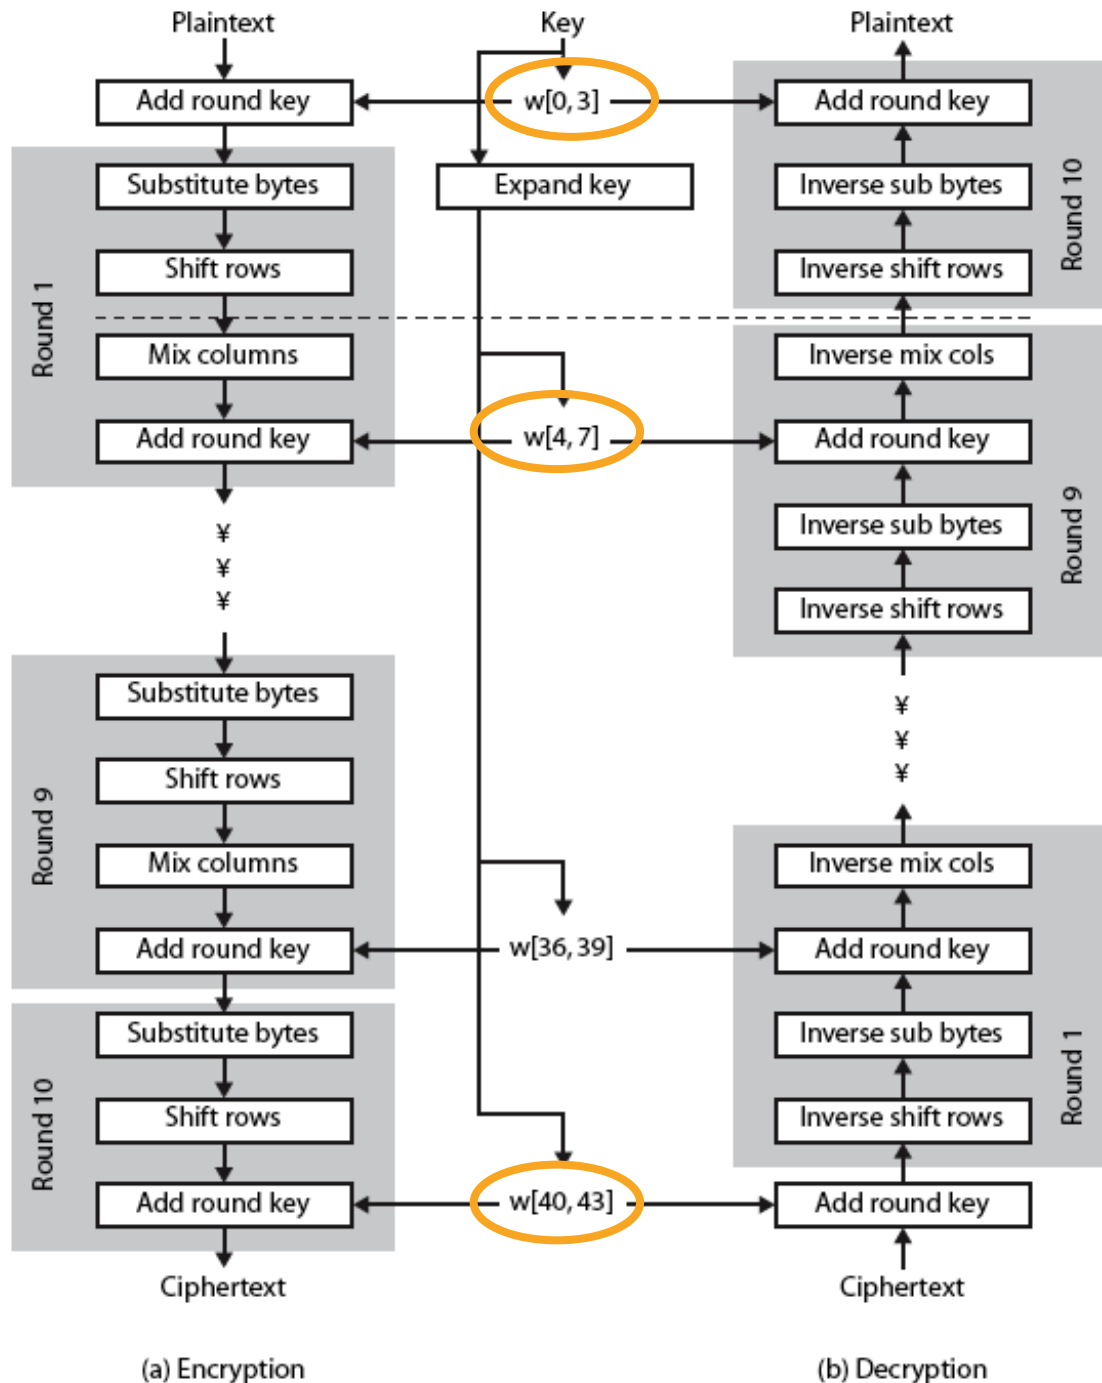 Plaintext
Key
Plaintext
Add round key
w[0, 3]
Add round key
Substitute bytes
Expand key
Inverse sub bytes
Round 10
Shift rows
Inverse shift rows
Round 1
Mix columns
Inverse mix cols
Add round key
w[4, 7]
Add round key
Round 9
¥
Inverse sub bytes
¥
¥
Inverse shift rows
Substitute bytes
¥
¥
Shift rows
¥
Round 9
Mix columns
Inverse mix cols
Add round key
w[36, 39]
Add round key
Substitute bytes
Inverse sub bytes
Round 1
Round 10
Shift rows
Inverse shift rows
Add round key
w[40, 43]
Add round key
Ciphertext
Ciphertext
(a) Encryption
(b) Decryption